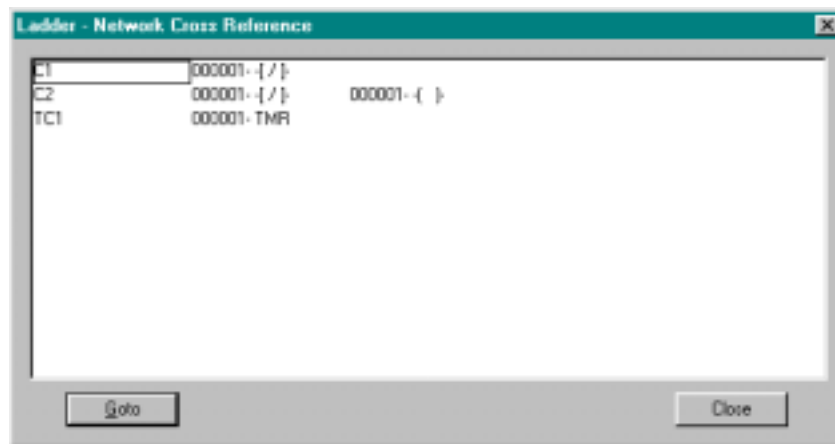 Ladder - Network Cross Reference
C1 000001--[ / ]-
C2 000001--[ / ]- 000001--( )-
TC1 000001- TMR
Goto Close